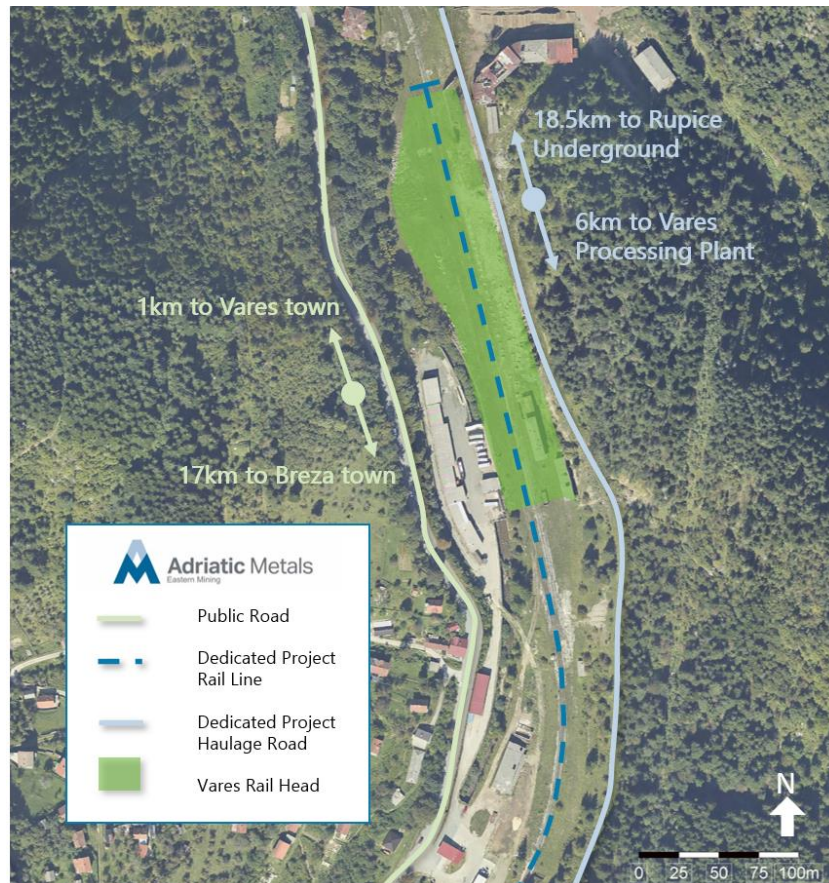 18.5km to Rupice
Underground
6km to Vares
Processing Plant
1km to Vares town
17km to Breza town
Adriatic Metals
Eastern Mining
Public Road
Dedicated Project
Rail Line
Dedicated Project
Haulage Road
Vares Rail Head
N
0 25 50 75 100m